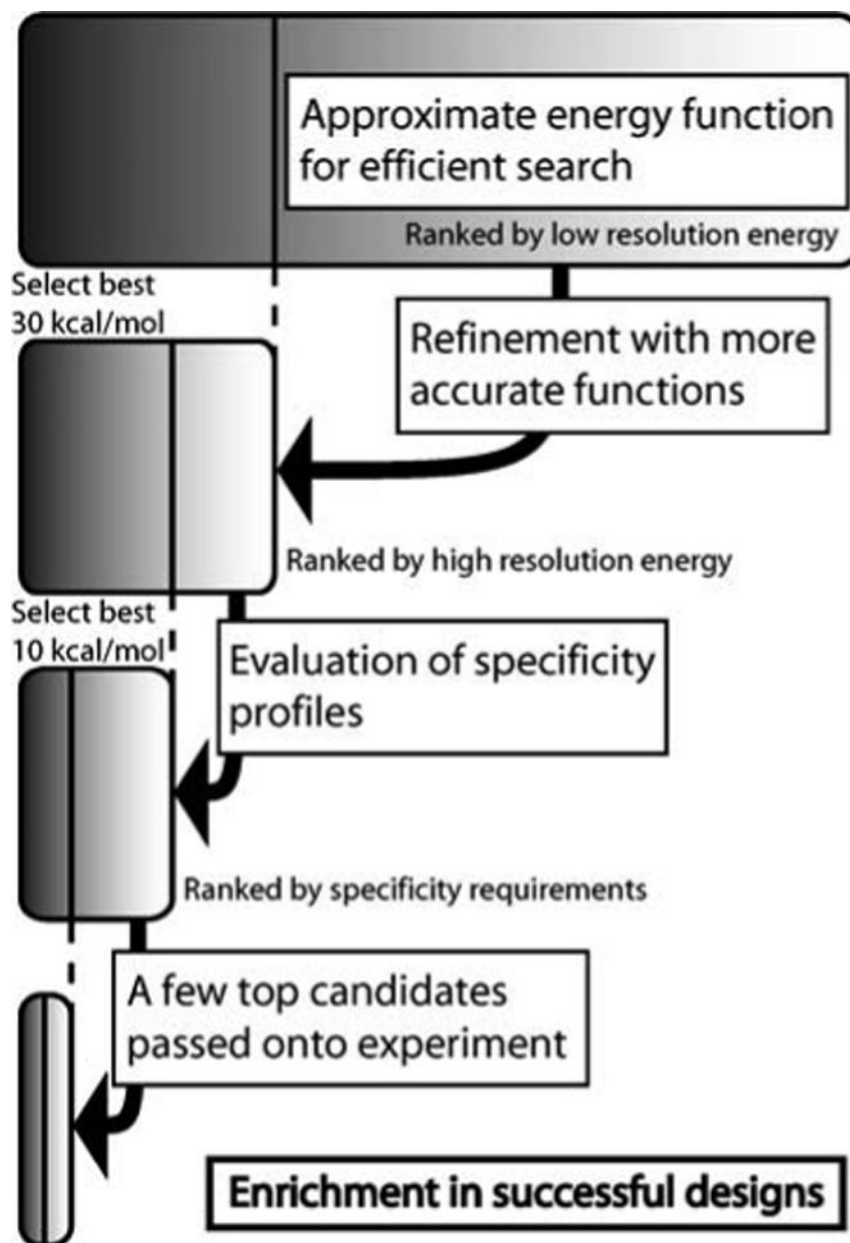 Approximate energy function
for efficient search
Ranked by low resolution energy
Select best
30 kcal/mol
Refinement with more
accurate functions
Ranked by high resolution energy
Select best
10 kcal/mol
Evaluation of specificity
profiles
Ranked by specificity requirements
A few top candidates
passed onto experiment
Enrichment in successful designs